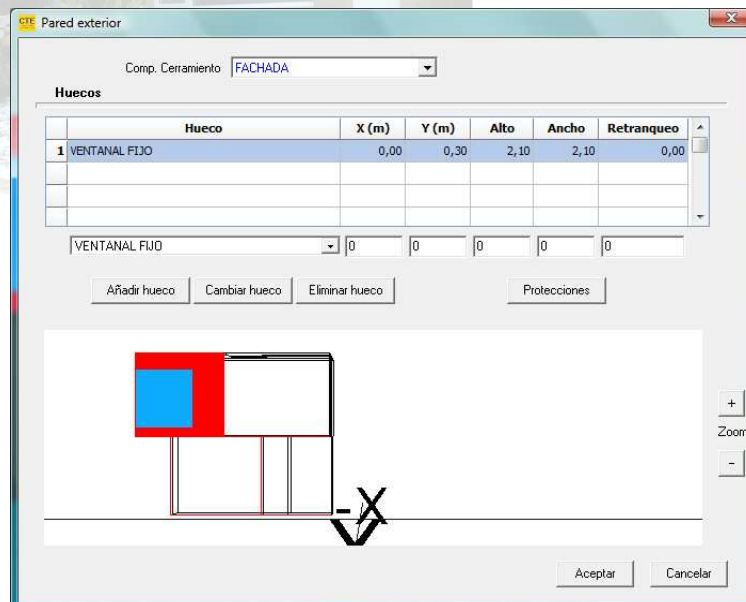 CTE Pared exterior
Comp. Cerramiento FACHADA
Huecos
Hueco X (m) Y (m) Alto Ancho Retranqueo
1 VENTANAL FIJO 0,00 0,30 2,10 2,10 0,00
VENTANAL FIJO 0 0 0 0 0
Añadir hueco Cambiar hueco Eliminar hueco Protecciones
+
Zoom
-
-X
Aceptar Cancelar